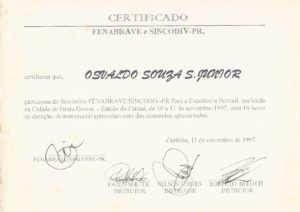 CERTIFICADO
FENABRAVE e SINCODIV-PR,
certificam que, OSVALDO SOUZA S. JUNIOR
participou do Seminário FENABRAVE/SINCODIV-PR Para a Excelência Pessoal, realizado
na Cidade de Ponta Grossa - Estado do Paraná, de 10 a 11 de novembro 1997, com 16 horas
de duração, demonstrando aproveitamento dos conteúdos apresentados.
Curitiba, 11 de novembro de 1997
FENABRAVE/SINCODIV-PR.
INSTRUTOR
NELSON
INSTRUTOR
ROBERTO
INSTRUTOR